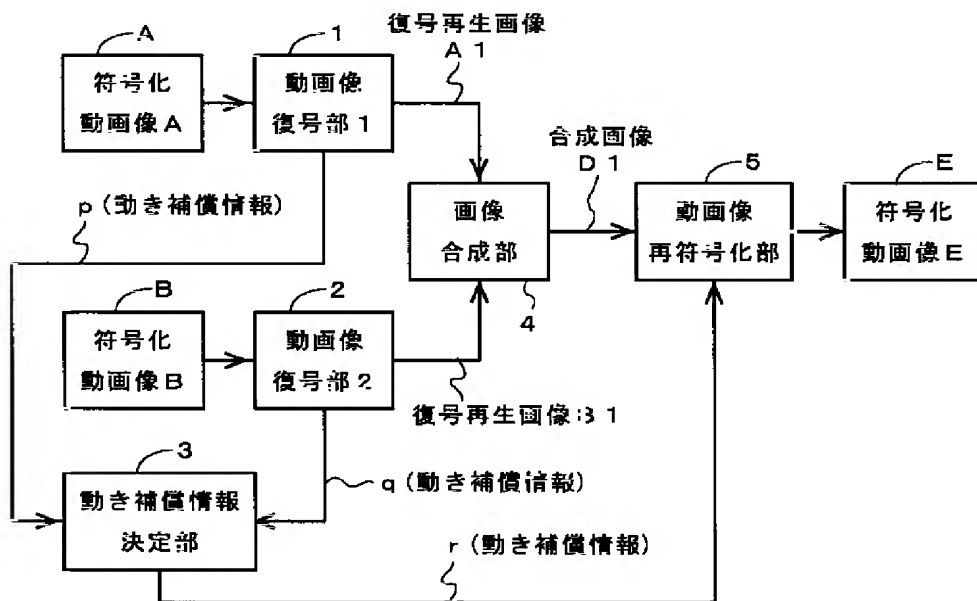 A
符号化
動画像A
1
動画像
復号部1
復号再生画像
A1
p(動き補償情報)
画像
合成部
4
合成画像
D1
5
動画像
再符号化部
E
符号化
動画像E
B
符号化
動画像B
2
動画像
復号部2
復号再生画像B1
3
動き補償情報
決定部
q(動き補償情報)
r(動き補償情報)